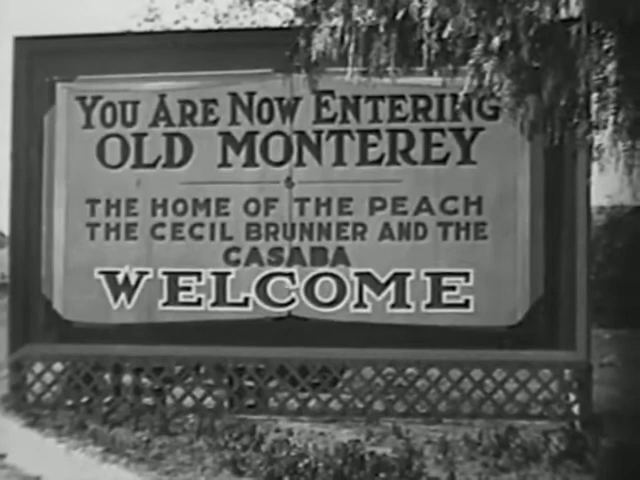 You Are Now Entering
OLD MONTEREY
THE HOME OF THE PEACH
THE CECIL BRUNNER AND THE
CASABA
WELCOME